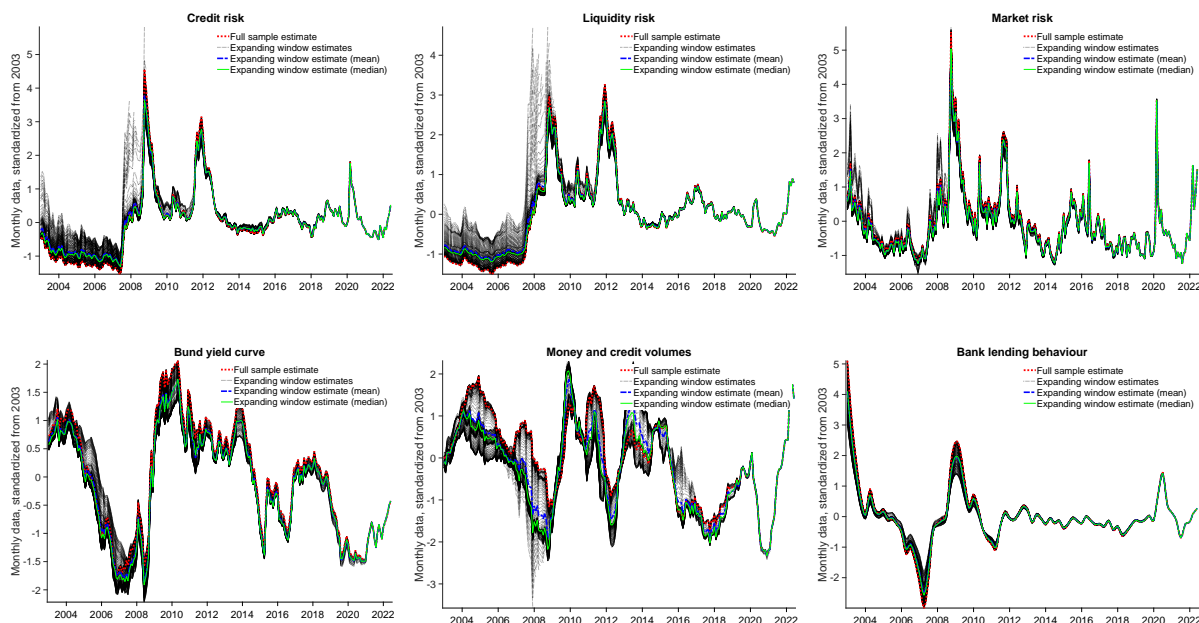 Credit risk
Monthly data, standardized from 2003
5
4
3
2
1
0
-1
Full sample estimate
Expanding window estimates
Expanding window estimate (mean)
Expanding window estimate (median)
2004 2006 2008 2010 2012 2014 2016 2018 2020 2022
Liquidity risk
Monthly data, standardized from 2003
4
3
2
1
0
-1
Full sample estimate
Expanding window estimates
Expanding window estimate (mean)
Expanding window estimate (median)
2004 2006 2008 2010 2012 2014 2016 2018 2020 2022
Market risk
Monthly data, standardized from 2003
5
4
3
2
1
0
-1
Full sample estimate
Expanding window estimates
Expanding window estimate (mean)
Expanding window estimate (median)
2004 2006 2008 2010 2012 2014 2016 2018 2020 2022
Bund yield curve
Monthly data, standardized from 2003
2
1.5
1
0.5
0
-0.5
-1
-1.5
-2
Full sample estimate
Expanding window estimates
Expanding window estimate (mean)
Expanding window estimate (median)
2004 2006 2008 2010 2012 2014 2016 2018 2020 2022
Money and credit volumes
Monthly data, standardized from 2003
2
1
0
-1
-2
-3
Full sample estimate
Expanding window estimates
Expanding window estimate (mean)
Expanding window estimate (median)
2004 2006 2008 2010 2012 2014 2016 2018 2020 2022
Bank lending behaviour
Monthly data, standardized from 2003
5
4
3
2
1
0
-1
-2
Full sample estimate
Expanding window estimates
Expanding window estimate (mean)
Expanding window estimate (median)
2004 2006 2008 2010 2012 2014 2016 2018 2020 2022